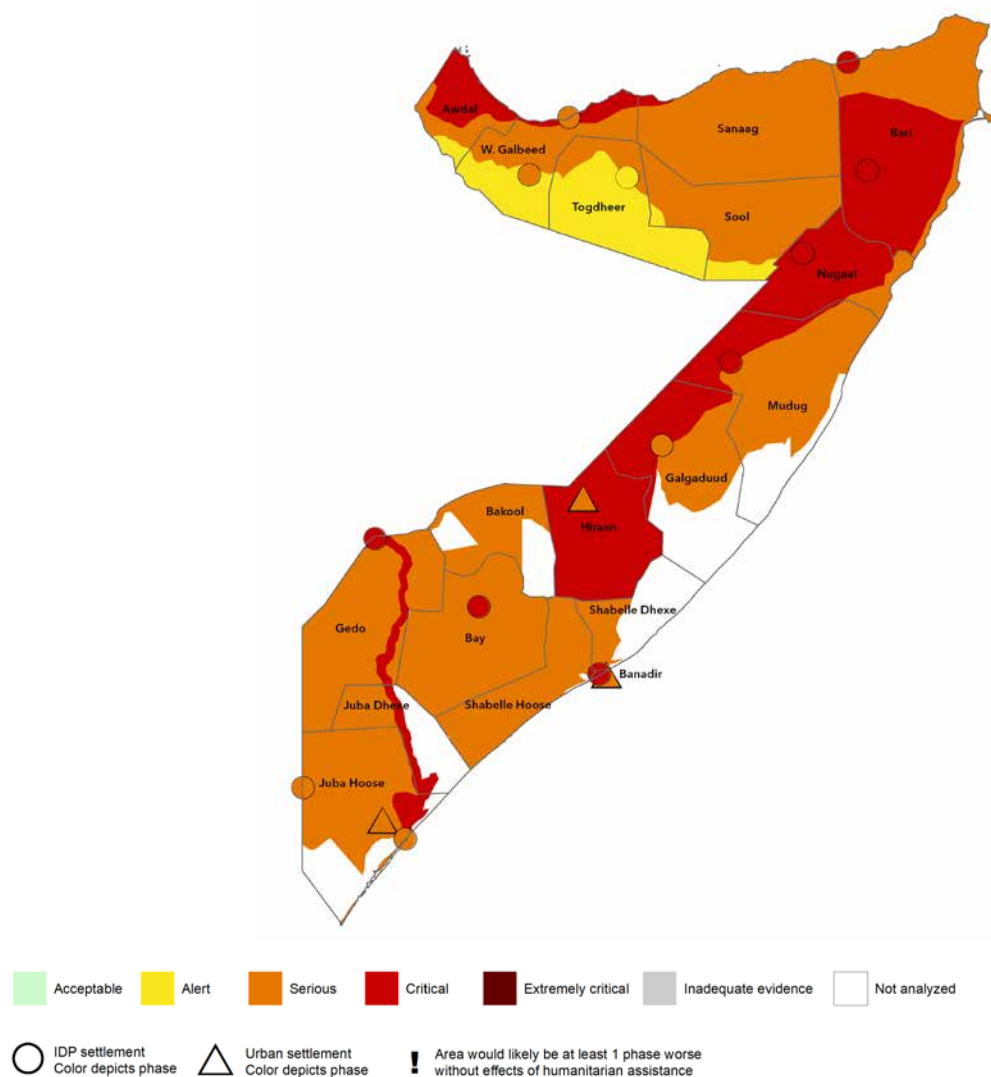 Awdal
Sanaag
Bari
W. Galbeed
Togdheer
Sool
Nugaal
Mudug
Galgaduud
Bakool
Hiraan
Shabelle Dhexe
Gedo
Bay
Banadir
Juba Dhexe
Shabelle Hoose
Juba Hoose
Acceptable
Alert
Serious
Critical
Extremely critical
Inadequate evidence
Not analyzed
IDP settlement
Color depicts phase
Urban settlement
Color depicts phase
! Area would likely be at least 1 phase worse
without effects of humanitarian assistance